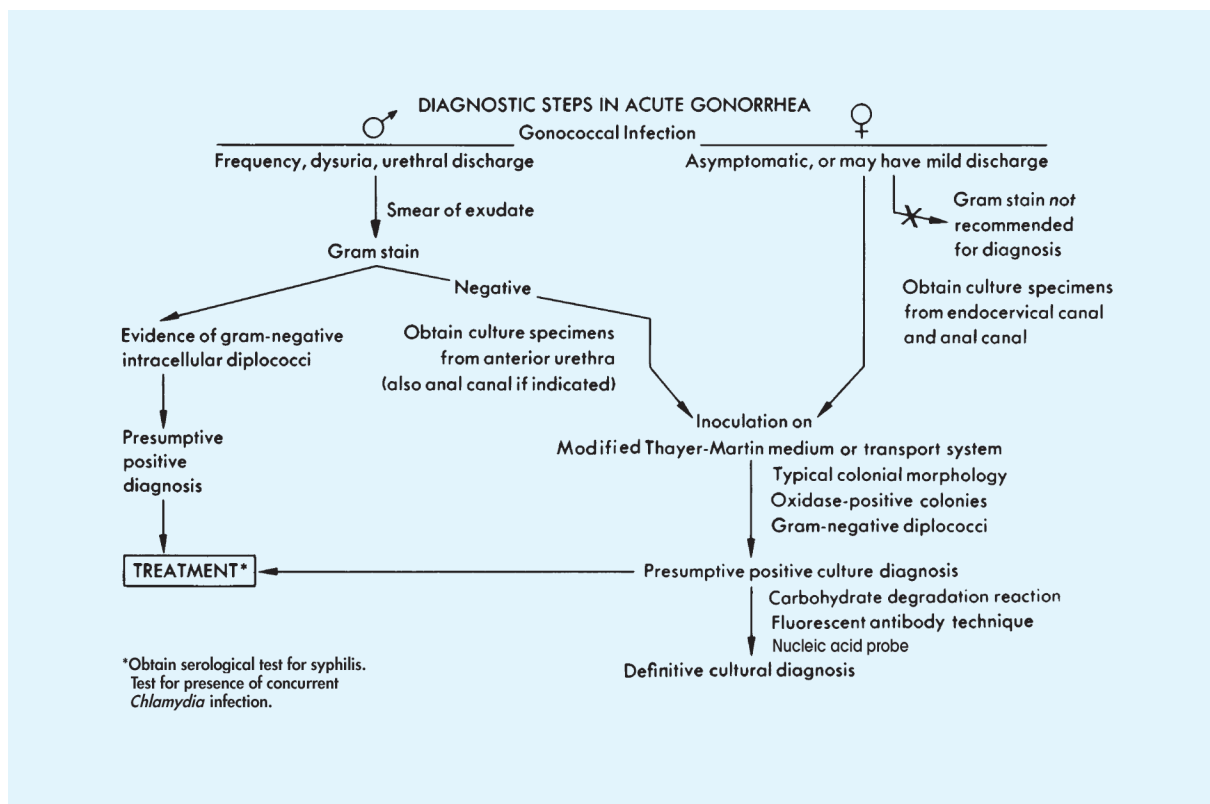 DIAGNOSTIC STEPS IN ACUTE GONORRHEA
Gonococcal Infection
Frequency, dysuria, urethral discharge
Asymptomatic, or may have mild discharge
Smear of exudate
Gram stain not
recommended
for diagnosis
Gram stain
Negative
Obtain culture specimens
from endocervical canal
and anal canal
Evidence of gram-negative
intracellular diplococci
Obtain culture specimens
from anterior urethra
(also anal canal if indicated)
Presumptive
positive
diagnosis
Inoculation on
Modified Thayer-Martin medium or transport system
Typical colonial morphology
Oxidase-positive colonies
Gram-negative diplococci
TREATMENT*
Presumptive positive culture diagnosis
Carbohydrate degradation reaction
Fluorescent antibody technique
Nucleic acid probe
Definitive cultural diagnosis
*Obtain serological test for syphilis.
Test for presence of concurrent
Chlamydia infection.